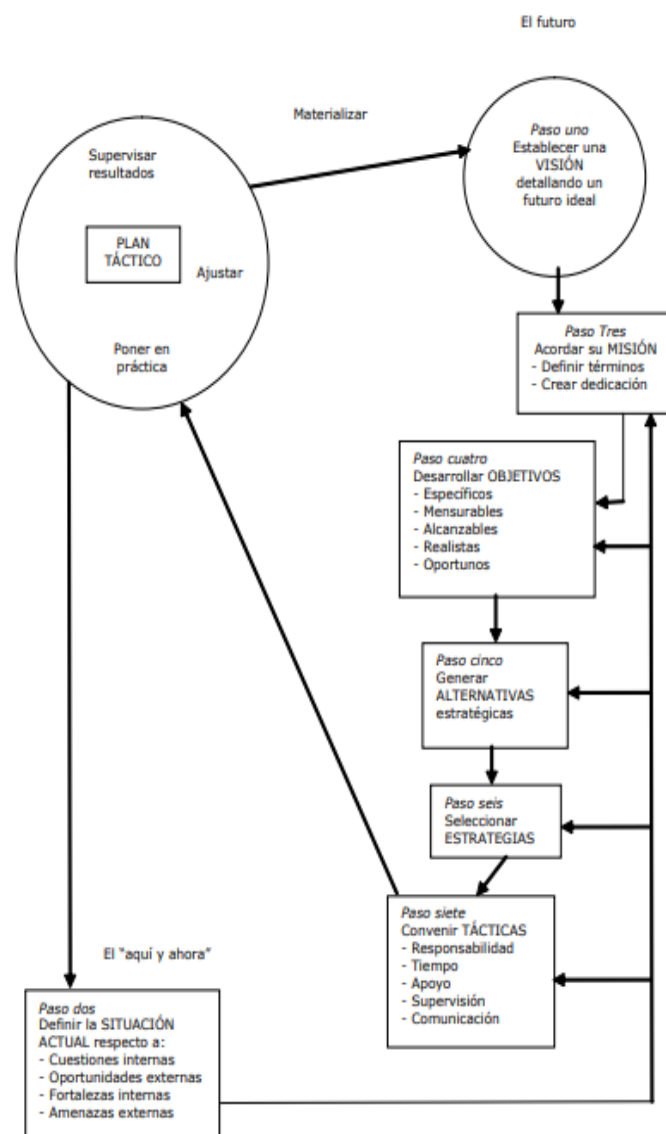 El futuro
Materializar
Paso uno
Establecer una
VISIÓN
detallando un
futuro ideal
Supervisar
resultados
PLAN
TÁCTICO
Ajustar
Poner en
práctica
Paso Tres
Acordar su MISIÓN
- Definir términos
- Crear dedicación
Paso cuatro
Desarrollar OBJETIVOS
- Específicos
- Mensurables
- Alcanzables
- Realistas
- Oportunos
Paso cinco
Generar
ALTERNATIVAS
estratégicas
Paso seis
Seleccionar
ESTRATEGIAS
Paso siete
Convenir TÁCTICAS
- Responsabilidad
- Tiempo
- Apoyo
- Supervisión
- Comunicación
El “aquí y ahora”
Paso dos
Definir la SITUACIÓN
ACTUAL respecto a:
- Cuestiones internas
- Oportunidades externas
- Fortalezas internas
- Amenazas externas